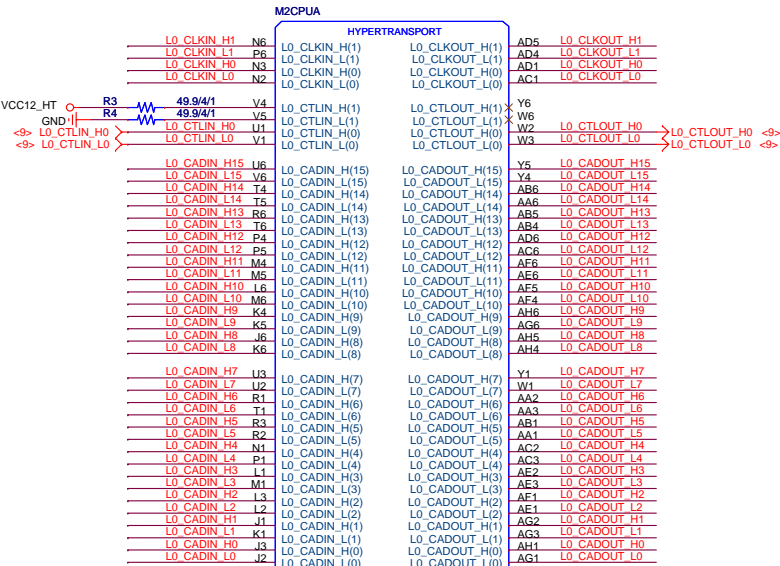 M2CPUA
HYPERTRANSPORT
L0_CLKIN_H1 N6 L0_CLKIN_H(1) L0_CLKOUT_H(1) AD5 L0_CLKOUT_H1
L0_CLKIN_L1 P6 L0_CLKIN_L(1) L0_CLKOUT_L(1) AD4 L0_CLKOUT_L1
L0_CLKIN_H0 N3 L0_CLKIN_H(0) L0_CLKOUT_H(0) AD1 L0_CLKOUT_H0
L0_CLKIN_L0 N2 L0_CLKIN_L(0) L0_CLKOUT_L(0) AC1 L0_CLKOUT_L0
VCC12_HT R3 49.9/4/1 V4 L0_CTLIN_H(1) L0_CTLOUT_H(1) Y6
GND R4 49.9/4/1 V5 L0_CTLIN_L(1) L0_CTLOUT_L(1) W6
<9> L0_CTLIN_H0 L0_CTLIN_H0 U1 L0_CTLIN_H(0) L0_CTLOUT_H(0) W2 L0_CTLOUT_H0 L0_CTLOUT_H0 <9>
<9> L0_CTLIN_L0 L0_CTLIN_L0 V1 L0_CTLIN_L(0) L0_CTLOUT_L(0) W3 L0_CTLOUT_L0 L0_CTLOUT_L0 <9>
L0_CADIN_H15 U6 L0_CADIN_H(15) L0_CADOUT_H(15) Y5 L0_CADOUT_H15
L0_CADIN_L15 V6 L0_CADIN_L(15) L0_CADOUT_L(15) Y4 L0_CADOUT_L15
L0_CADIN_H14 T4 L0_CADIN_H(14) L0_CADOUT_H(14) AB6 L0_CADOUT_H14
L0_CADIN_L14 T5 L0_CADIN_L(14) L0_CADOUT_L(14) AA6 L0_CADOUT_L14
L0_CADIN_H13 R6 L0_CADIN_H(13) L0_CADOUT_H(13) AB5 L0_CADOUT_H13
L0_CADIN_L13 T6 L0_CADIN_L(13) L0_CADOUT_L(13) AB4 L0_CADOUT_L13
L0_CADIN_H12 P4 L0_CADIN_H(12) L0_CADOUT_H(12) AD6 L0_CADOUT_H12
L0_CADIN_L12 P5 L0_CADIN_L(12) L0_CADOUT_L(12) AC6 L0_CADOUT_L12
L0_CADIN_H11 M4 L0_CADIN_H(11) L0_CADOUT_H(11) AF6 L0_CADOUT_H11
L0_CADIN_L11 M5 L0_CADIN_L(11) L0_CADOUT_L(11) AE6 L0_CADOUT_L11
L0_CADIN_H10 L6 L0_CADIN_H(10) L0_CADOUT_H(10) AF5 L0_CADOUT_H10
L0_CADIN_L10 M6 L0_CADIN_L(10) L0_CADOUT_L(10) AF4 L0_CADOUT_L10
L0_CADIN_H9 K4 L0_CADIN_H(9) L0_CADOUT_H(9) AH6 L0_CADOUT_H9
L0_CADIN_L9 K5 L0_CADIN_L(9) L0_CADOUT_L(9) AG6 L0_CADOUT_L9
L0_CADIN_H8 J6 L0_CADIN_H(8) L0_CADOUT_H(8) AH5 L0_CADOUT_H8
L0_CADIN_L8 K6 L0_CADIN_L(8) L0_CADOUT_L(8) AH4 L0_CADOUT_L8
L0_CADIN_H7 U3 L0_CADIN_H(7) L0_CADOUT_H(7) Y1 L0_CADOUT_H7
L0_CADIN_L7 U2 L0_CADIN_L(7) L0_CADOUT_L(7) W1 L0_CADOUT_L7
L0_CADIN_H6 R1 L0_CADIN_H(6) L0_CADOUT_H(6) AA2 L0_CADOUT_H6
L0_CADIN_L6 T1 L0_CADIN_L(6) L0_CADOUT_L(6) AA3 L0_CADOUT_L6
L0_CADIN_H5 R3 L0_CADIN_H(5) L0_CADOUT_H(5) AB1 L0_CADOUT_H5
L0_CADIN_L5 R2 L0_CADIN_L(5) L0_CADOUT_L(5) AA1 L0_CADOUT_L5
L0_CADIN_H4 N1 L0_CADIN_H(4) L0_CADOUT_H(4) AC2 L0_CADOUT_H4
L0_CADIN_L4 P1 L0_CADIN_L(4) L0_CADOUT_L(4) AC3 L0_CADOUT_L4
L0_CADIN_H3 L1 L0_CADIN_H(3) L0_CADOUT_H(3) AE2 L0_CADOUT_H3
L0_CADIN_L3 M1 L0_CADIN_L(3) L0_CADOUT_L(3) AE3 L0_CADOUT_L3
L0_CADIN_H2 L3 L0_CADIN_H(2) L0_CADOUT_H(2) AF1 L0_CADOUT_H2
L0_CADIN_L2 L2 L0_CADIN_L(2) L0_CADOUT_L(2) AE1 L0_CADOUT_L2
L0_CADIN_H1 J1 L0_CADIN_H(1) L0_CADOUT_H(1) AG2 L0_CADOUT_H1
L0_CADIN_L1 K1 L0_CADIN_L(1) L0_CADOUT_L(1) AG3 L0_CADOUT_L1
L0_CADIN_H0 J3 L0_CADIN_H(0) L0_CADOUT_H(0) AH1 L0_CADOUT_H0
L0_CADIN_L0 J2 L0_CADIN_L(0) L0_CADOUT_L(0) AG1 L0_CADOUT_L0